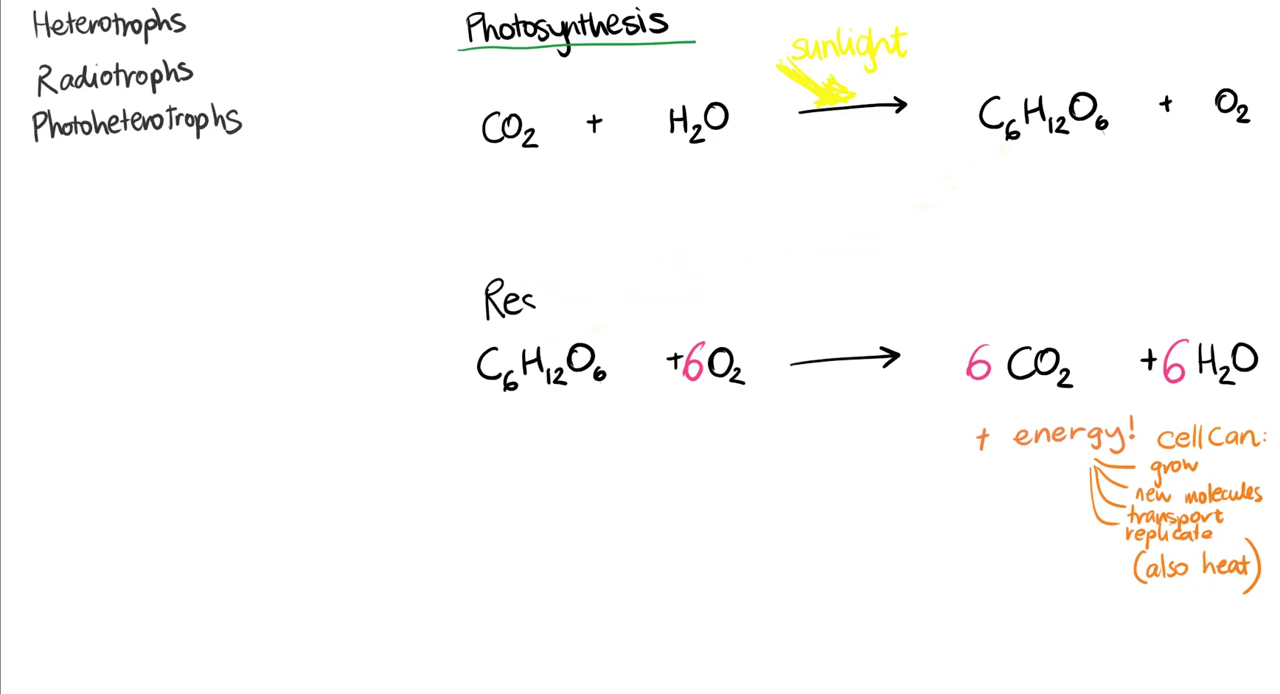 Heterotrophs
Radiotrophs
Photoheterotrophs
Photosynthesis
sunlight
CO₂ + H₂O → C₆H₁₂O₆ + O₂
Res
C₆H₁₂O₆ +6O₂ → 6 CO₂ +6 H₂O
+ energy! cell can:
grow
new molecules
transport
replicate
(also heat)